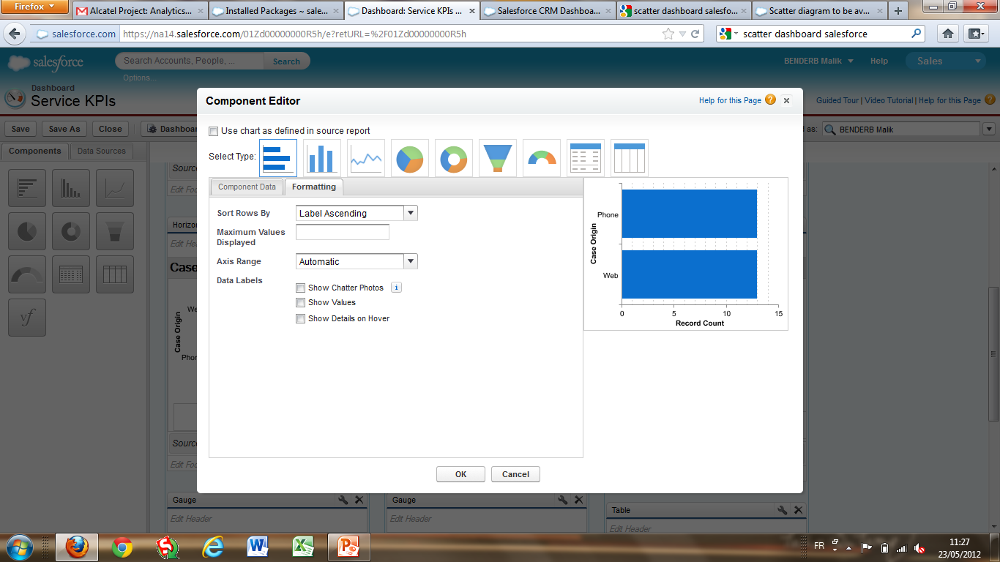 Firefox
Alcatel Project: Analytics...
Installed Packages ~ sale...
Dashboard: Service KPIs ...
Salesforce CRM Dashboa...
scatter dashboard salesfo...
Scatter diagram to be av...
salesforce.com
https://na14.salesforce.com/01Zd00000000R5h/e?retURL=%2F01Zd00000000R5h
scatter dashboard salesforce
salesforce
Search Accounts, People, ...
Search
Options...
BENDERB Malik
Help
Sales
Dashboard
Service KPIs
Guided Tour | Video Tutorial | Help for this Page
Save
Save As
Close
Dashboar
d as:
BENDERB Malik
Components
Data Sources
Component Editor
Help for this Page
Use chart as defined in source report
Select Type:
Component Data
Formatting
Sort Rows By
Label Ascending
Maximum Values
Displayed
Axis Range
Automatic
Data Labels
Show Chatter Photos
i
Show Values
Show Details on Hover
Case Origin
Phone
Web
0
5
10
15
Record Count
OK
Cancel
Sourc
Edit Foo
Horizon
Edit Hea
Case
We
Case Origin
Phon
Source
Edit Foo
Gauge
Edit Header
Gauge
Edit Header
Table
Edit Header
FR
11:27
23/05/2012